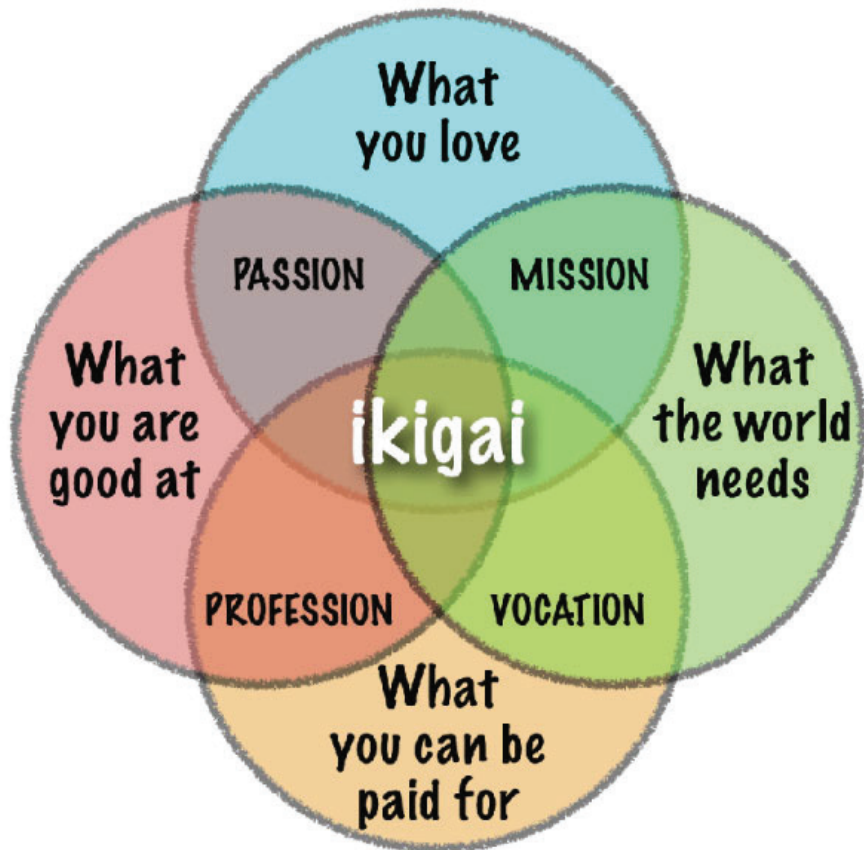 What
you love
PASSION
MISSION
What
you are
good at
ikigai
What
the world
needs
PROFESSION
VOCATION
What
you can be
paid for